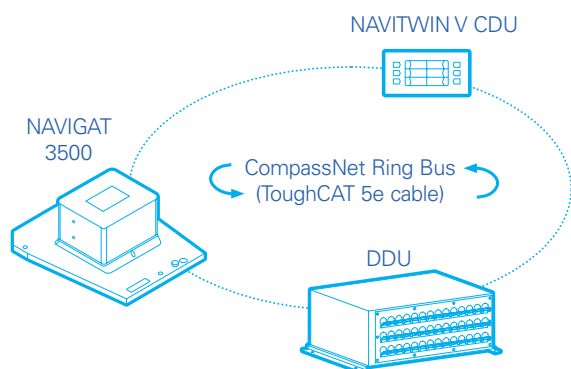 NAVITWIN V CDU
NAVIGAT
3500
CompassNet Ring Bus
(ToughCAT 5e cable)
DDU